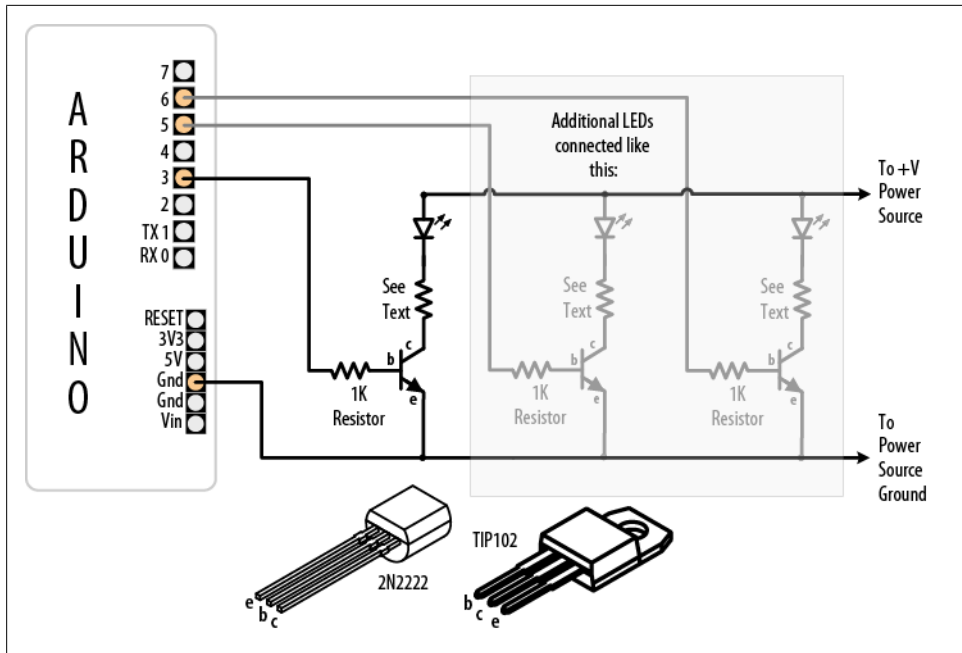 ARDUINO
7
6
5
4
3
2
TX 1
RX 0
RESET
3V3
5V
Gnd
Gnd
Vin
Additional LEDs
connected like
this:
To +V
Power
Source
See
Text
c
b
e
1K
Resistor
See
Text
c
b
e
1K
Resistor
See
Text
c
b
e
1K
Resistor
To
Power
Source
Ground
2N2222
e
b
c
TIP102
b
c
e